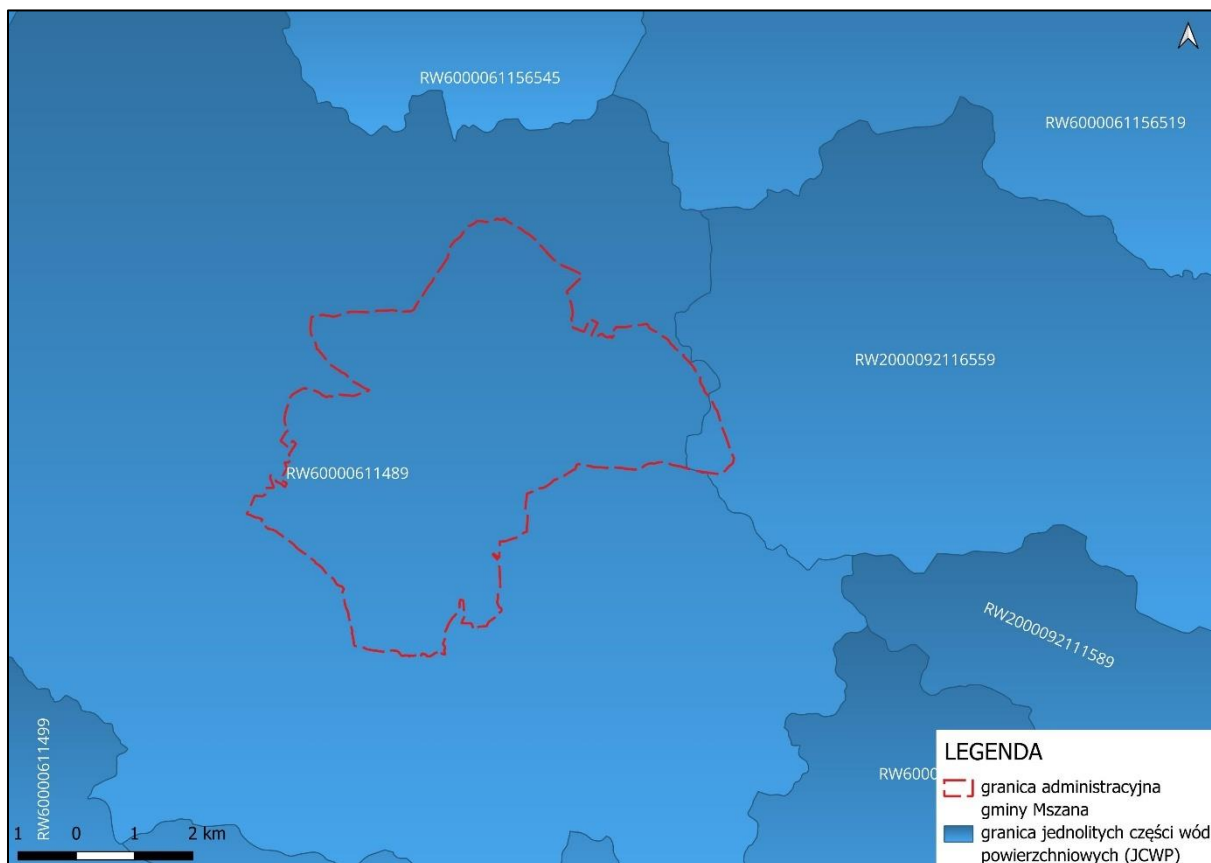 RW6000061156545
RW6000061156519
RW2000092116559
RW60000611489
RW2000092111589
RW60000611499
RW6000
LEGENDA
granica administracyjna
gminy Mszana
granica jednolitych części wód
powierzchniowych (JCWP)
1 0 1 2 km